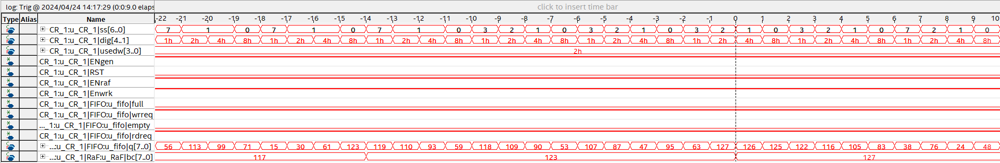 log: Trig @ 2024/04/24 14:17:29 (0:0:9.0 elaps click to insert time bar
Type Alias Name -22 -21 -20 -19 -18 -17 -16 -15 -14 -13 -12 -11 -10 -9 -8 -7 -6 -5 -4 -3 -2 -1 0 1 2 3 4 5 6 7 8 9 10
CR_1:u_CR_1|ss[6..0] 7 1 0 7 1 0 7 1 0 3 2 1 0 3 2 1 0 3 2 1 0 3 2 1 0 7 2 1 0
CR_1:u_CR_1|dig[4..1] 1h 2h 4h 8h 1h 2h 4h 8h 1h 2h 4h 8h 1h 2h 4h 8h 1h 2h 4h 8h 1h 2h 4h 8h 1h 2h 4h 8h 1h 2h 4h 8h
CR_1:u_CR_1|usedw[3..0] 2h
CR_1:u_CR_1|ENgen
CR_1:u_CR_1|RST
CR_1:u_CR_1|ENraf
CR_1:u_CR_1|Enwrk
CR_1:u_CR_1|FIFO:u_fifo|full
CR_1:u_CR_1|FIFO:u_fifo|wrreq
..._1:u_CR_1|FIFO:u_fifo|empty
CR_1:u_CR_1|FIFO:u_fifo|rdreq
...:u_CR_1|FIFO:u_fifo|q[7..0] 56 113 99 71 15 30 61 123 119 110 93 59 118 109 90 53 107 87 47 95 63 127 126 125 122 116 105 83 38 76 24 48
...:u_CR_1|RaF:u_RaF|bc[7..0] 117 123 127